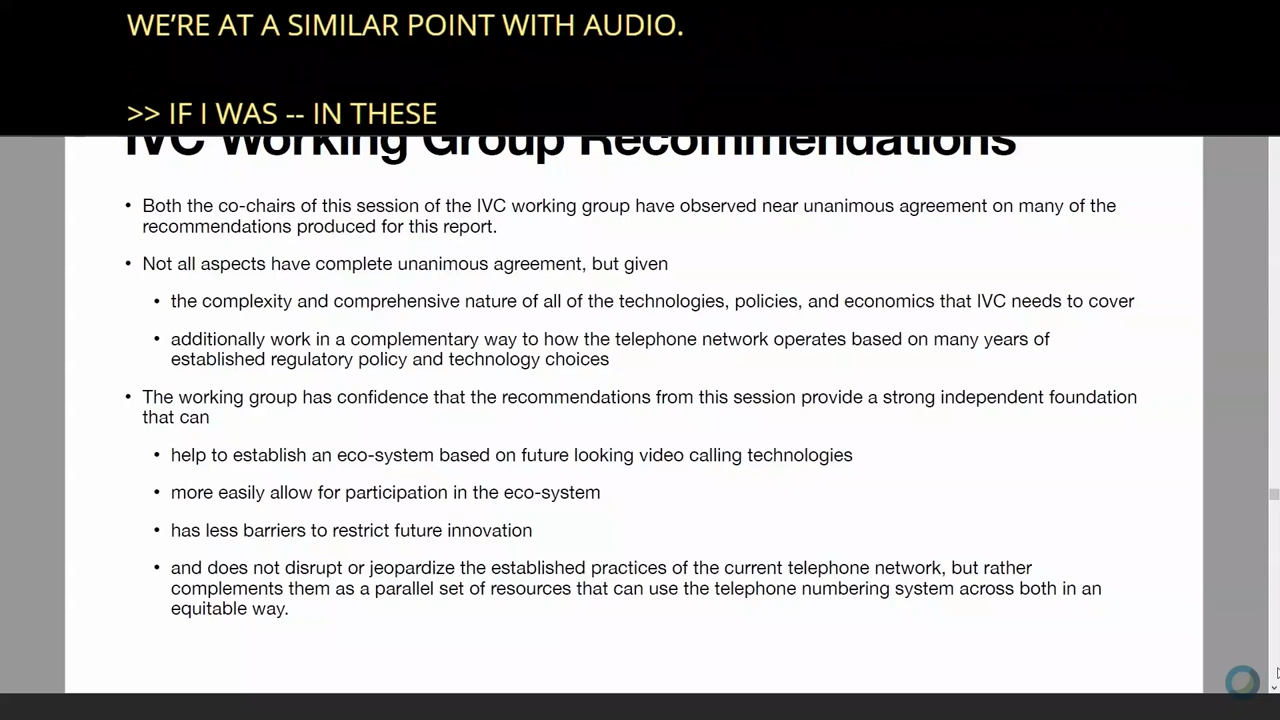 WE'RE AT A SIMILAR POINT WITH AUDIO.
>> IF I WAS -- IN THESE
IVC Working Group Recommendations
• Both the co-chairs of this session of the IVC working group have observed near unanimous agreement on many of the
recommendations produced for this report.
• Not all aspects have complete unanimous agreement, but given
• the complexity and comprehensive nature of all of the technologies, policies, and economics that IVC needs to cover
• additionally work in a complementary way to how the telephone network operates based on many years of
established regulatory policy and technology choices
• The working group has confidence that the recommendations from this session provide a strong independent foundation
that can
• help to establish an eco-system based on future looking video calling technologies
• more easily allow for participation in the eco-system
• has less barriers to restrict future innovation
• and does not disrupt or jeopardize the established practices of the current telephone network, but rather
complements them as a parallel set of resources that can use the telephone numbering system across both in an
equitable way.